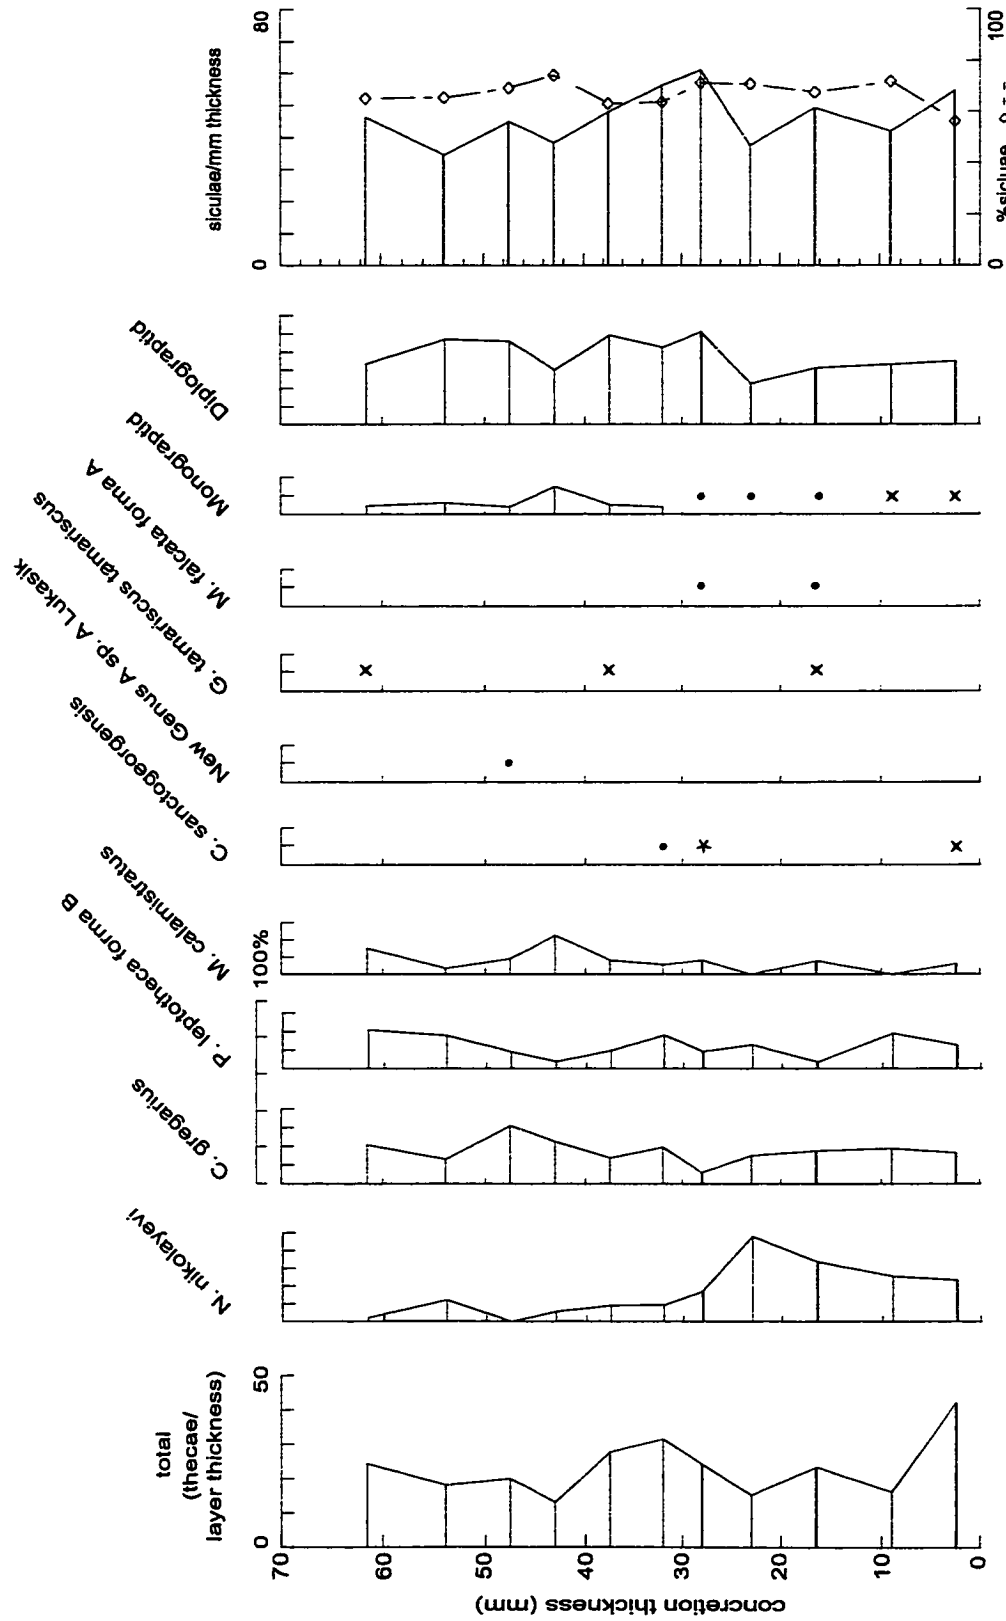 total
(thecae/
layer thickness)
0
50
N. nikolayevi
C. gregarius
P. leptotheca forma B
100%
M. calamistratus
C. sanctogeorgensis
New Genus A sp. A Lukasik
G. tamariscus tamariscus
M. falcata forma A
Monograptid
Diplograptid
siculae/mm thickness
0
80
concretion thickness (mm)
70
60
50
40
30
20
10
0
0
100
%sicluae